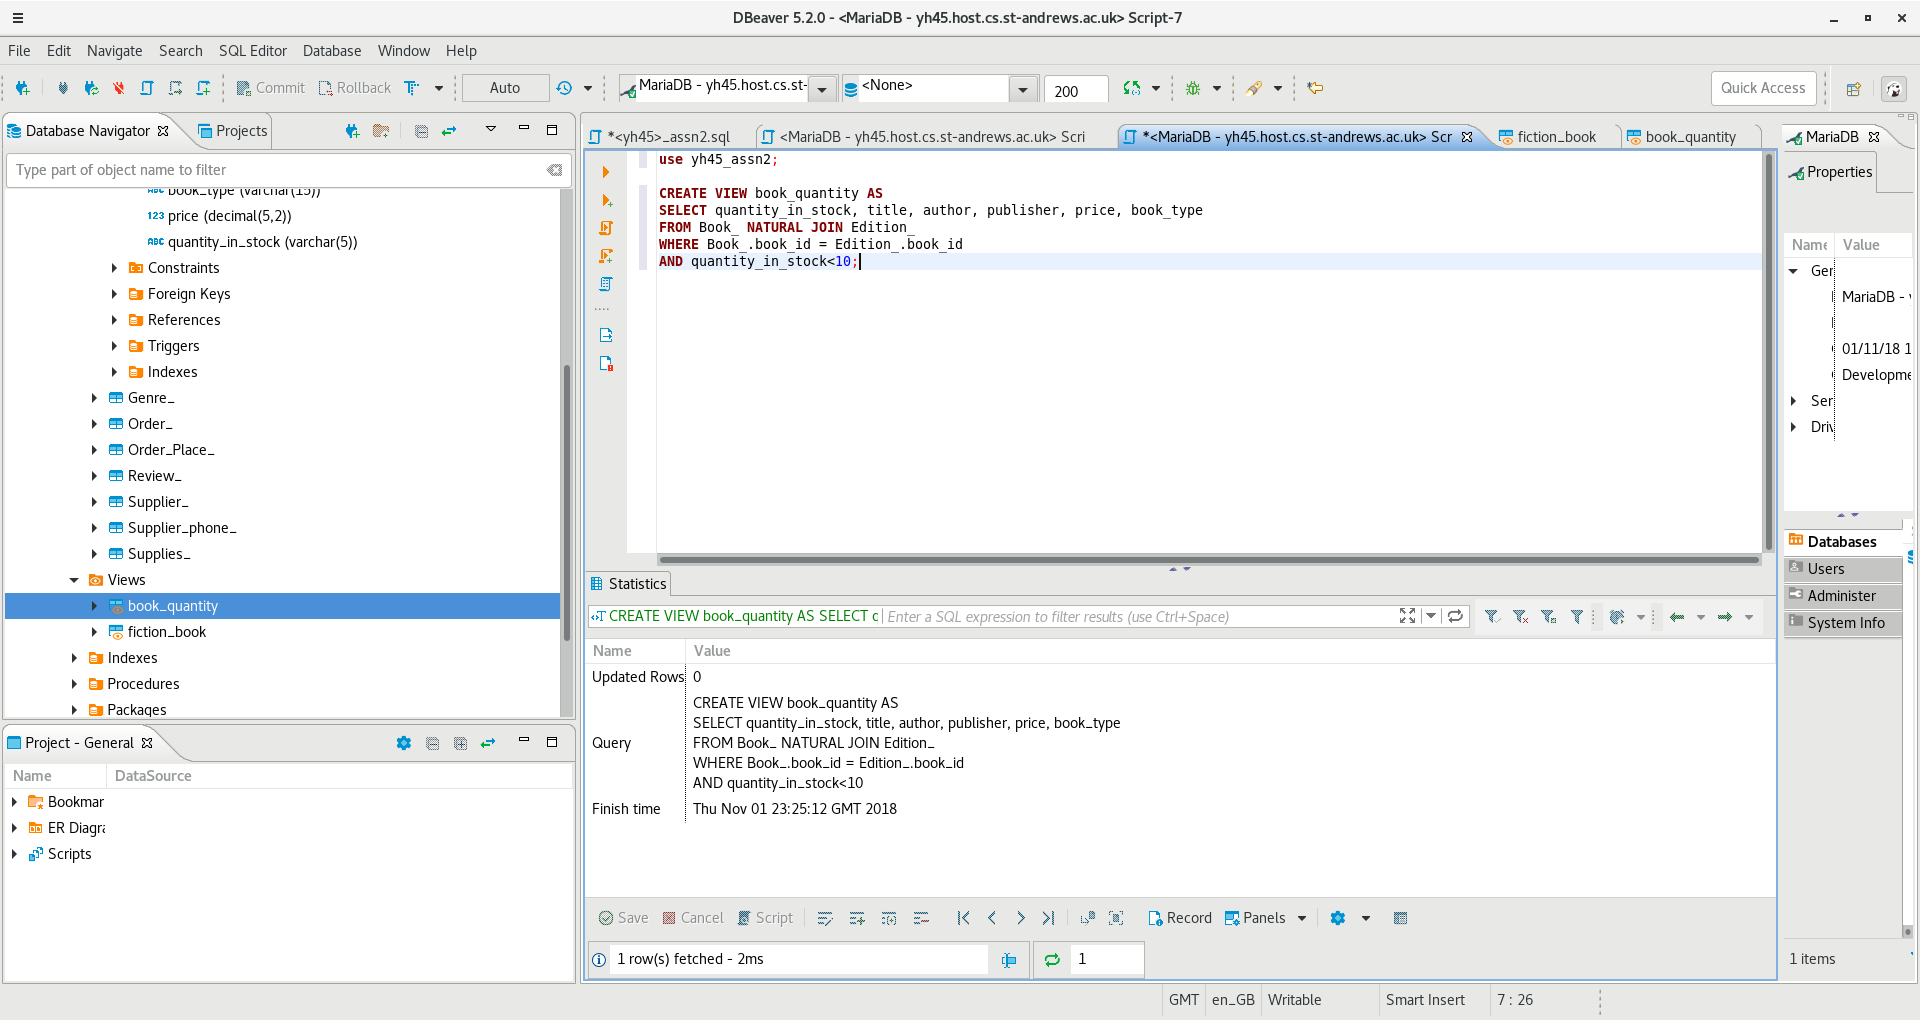 DBeaver 5.2.0 - <MariaDB - yh45.host.cs.st-andrews.ac.uk> Script-7
File Edit Navigate Search SQL Editor Database Window Help
Commit Rollback Auto MariaDB - yh45.host.cs.st- <None> 200 Quick Access
Database Navigator Projects
Type part of object name to filter
book_type (varchar(15))
123 price (decimal(5,2))
ABC quantity_in_stock (varchar(5))
Constraints
Foreign Keys
References
Triggers
Indexes
Genre_
Order_
Order_Place_
Review_
Supplier_
Supplier_phone_
Supplies_
Views
book_quantity
fiction_book
Indexes
Procedures
Packages
Project - General
Name DataSource
Bookmar
ER Diagra
Scripts
*<yh45>_assn2.sql <MariaDB - yh45.host.cs.st-andrews.ac.uk> Scri *<MariaDB - yh45.host.cs.st-andrews.ac.uk> Scr fiction_book book_quantity
use yh45_assn2;
CREATE VIEW book_quantity AS
SELECT quantity_in_stock, title, author, publisher, price, book_type
FROM Book_ NATURAL JOIN Edition_
WHERE Book_.book_id = Edition_.book_id
AND quantity_in_stock<10;
Statistics
CREATE VIEW book_quantity AS SELECT q Enter a SQL expression to filter results (use Ctrl+Space)
Name Value
Updated Rows 0
Query
CREATE VIEW book_quantity AS
SELECT quantity_in_stock, title, author, publisher, price, book_type
FROM Book_ NATURAL JOIN Edition_
WHERE Book_.book_id = Edition_.book_id
AND quantity_in_stock<10
Finish time Thu Nov 01 23:25:12 GMT 2018
Save Cancel Script Record Panels
1 row(s) fetched - 2ms 1
MariaDB
Properties
Name Value
Ger
MariaDB - y
01/11/18 1
Developme
Ser
Driv
Databases
Users
Administer
System Info
1 items
GMT en_GB Writable Smart Insert 7 : 26